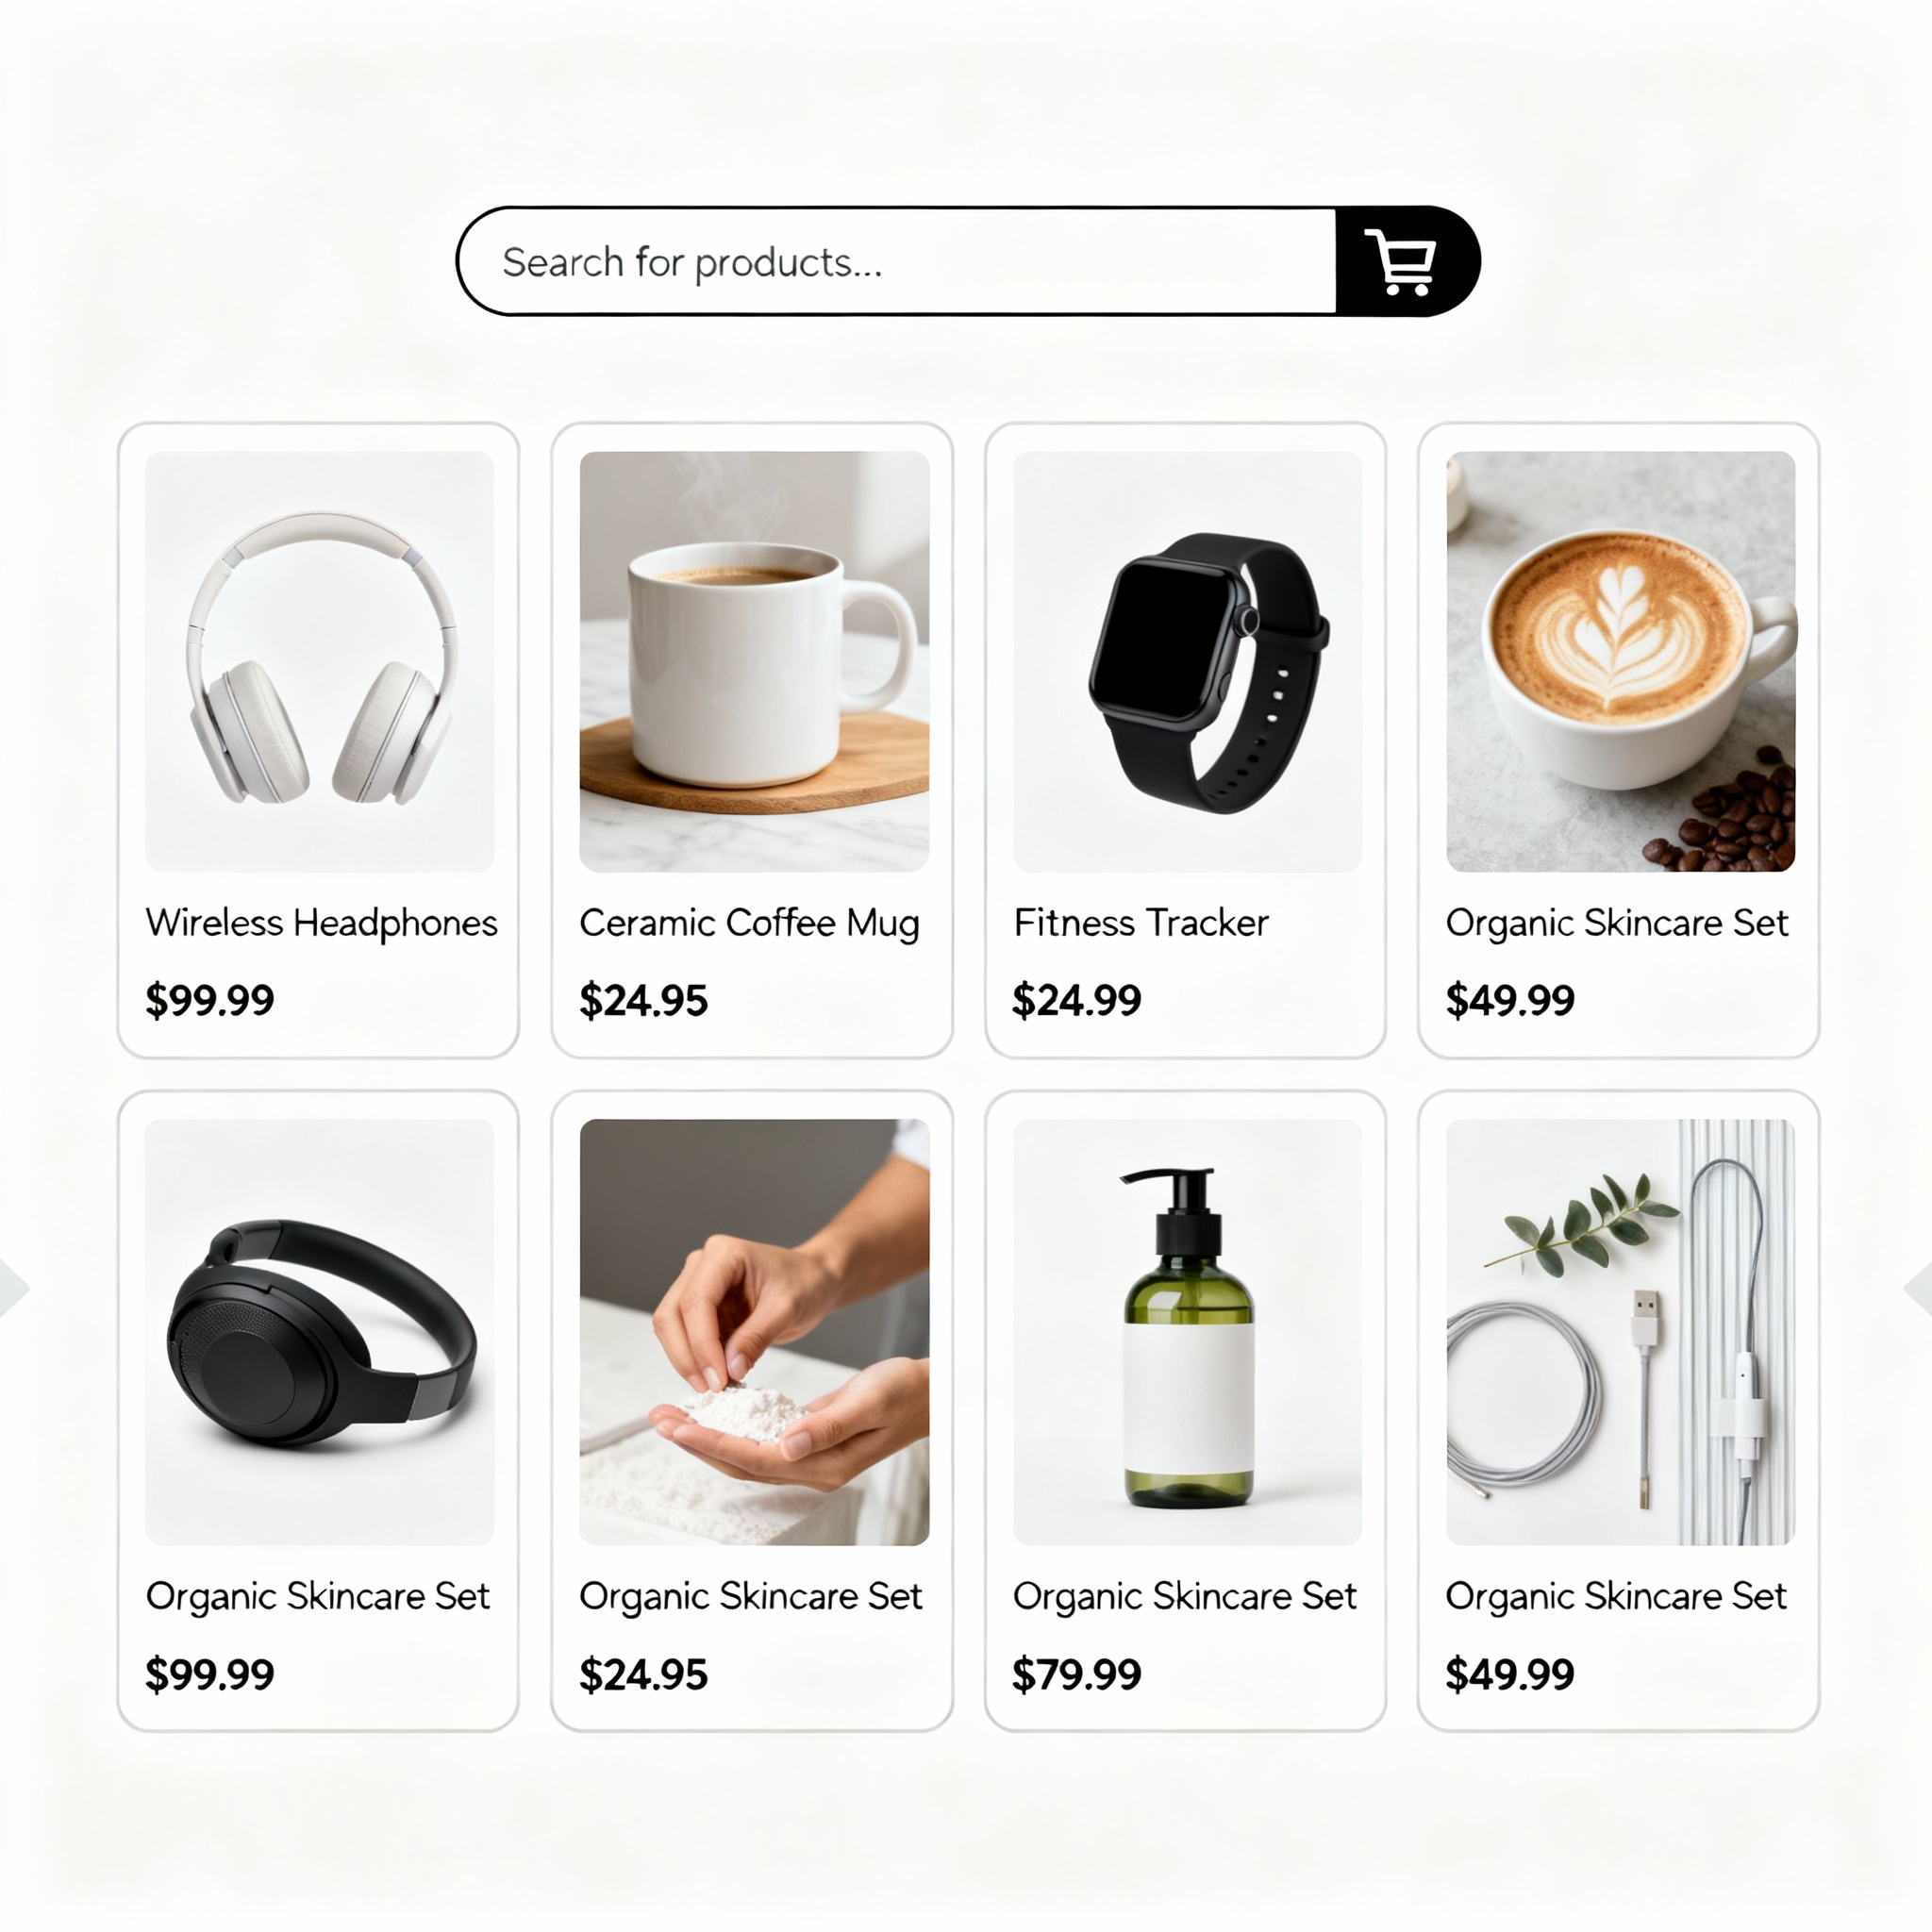 Search for products...
Wireless Headphones
$99.99
Ceramic Coffee Mug
$24.95
Fitness Tracker
$24.99
Organic Skincare Set
$49.99
Organic Skincare Set
$99.99
Organic Skincare Set
$24.95
Organic Skincare Set
$79.99
Organic Skincare Set
$49.99